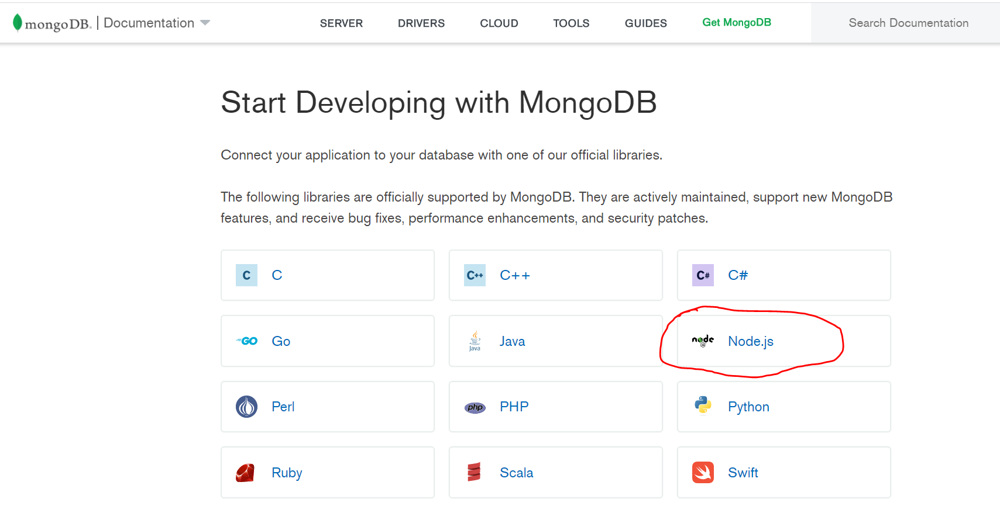 mongoDB. | Documentation
SERVER DRIVERS CLOUD TOOLS GUIDES Get MongoDB Search Documentation
Start Developing with MongoDB
Connect your application to your database with one of our official libraries.
The following libraries are officially supported by MongoDB. They are actively maintained, support new MongoDB
features, and receive bug fixes, performance enhancements, and security patches.
C C
C++ C++
C# C#
GO Go
Java Java
node JS Node.js
Perl
php PHP
Python
Ruby
Scala
Swift